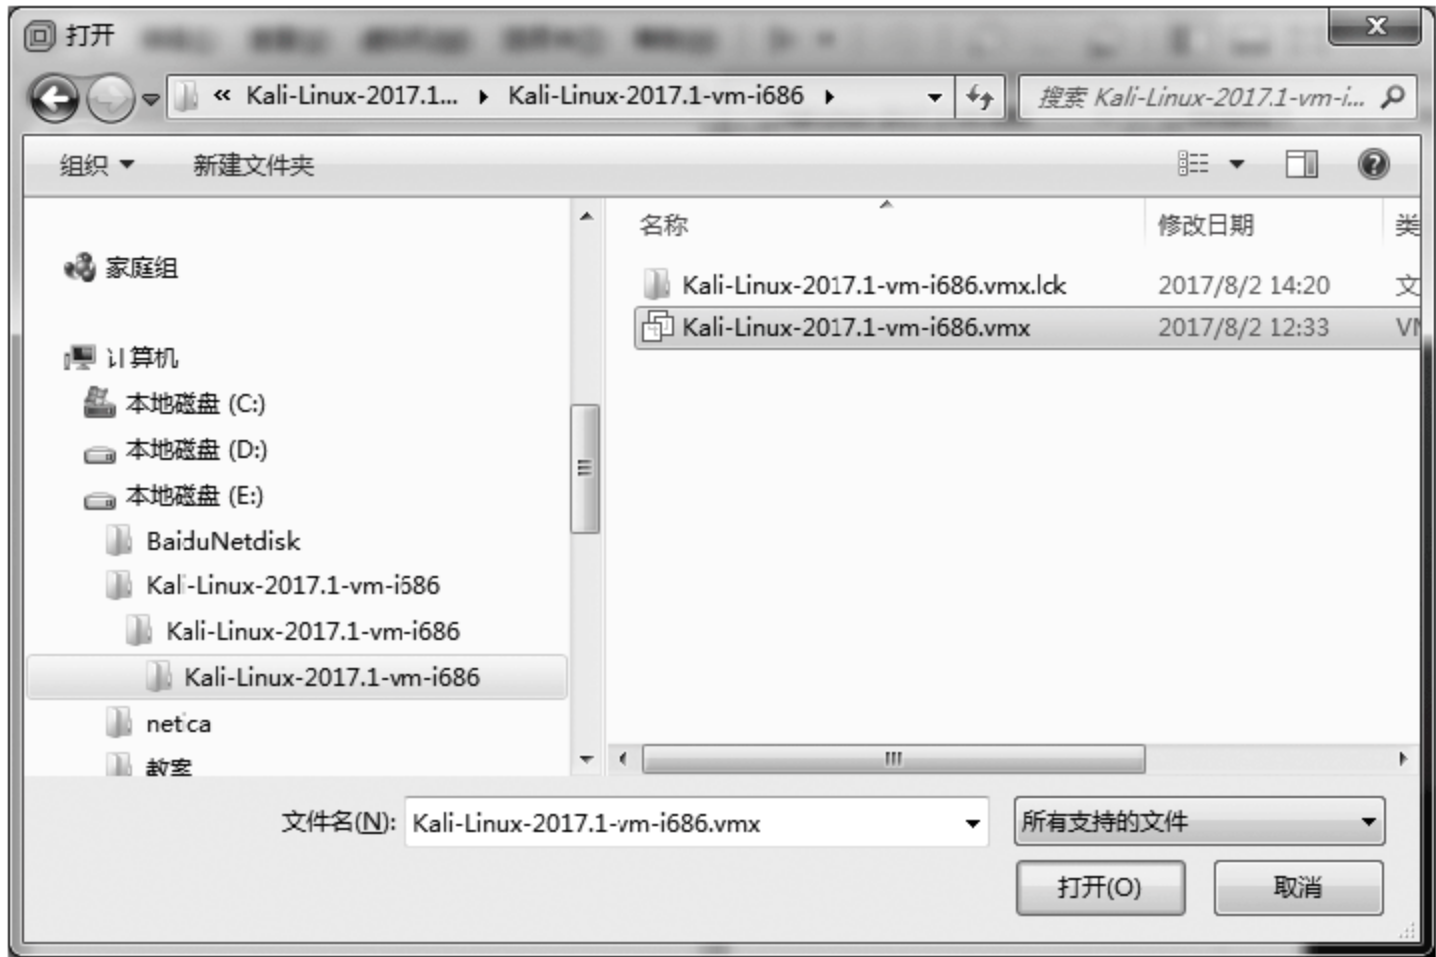 打开
« Kali-Linux-2017.1... ▸ Kali-Linux-2017.1-vm-i686 ▸
搜索 Kali-Linux-2017.1-vm-i...
组织 新建文件夹
名称 修改日期 类
家庭组
计算机
本地磁盘 (C:)
本地磁盘 (D:)
本地磁盘 (E:)
BaiduNetdisk
Kali-Linux-2017.1-vm-i686
Kali-Linux-2017.1-vm-i686
Kali-Linux-2017.1-vm-i686
netica
教案
Kali-Linux-2017.1-vm-i686.vmx.lck 2017/8/2 14:20 文
Kali-Linux-2017.1-vm-i686.vmx 2017/8/2 12:33 VM
文件名(N): Kali-Linux-2017.1-vm-i686.vmx 所有支持的文件
打开(O) 取消